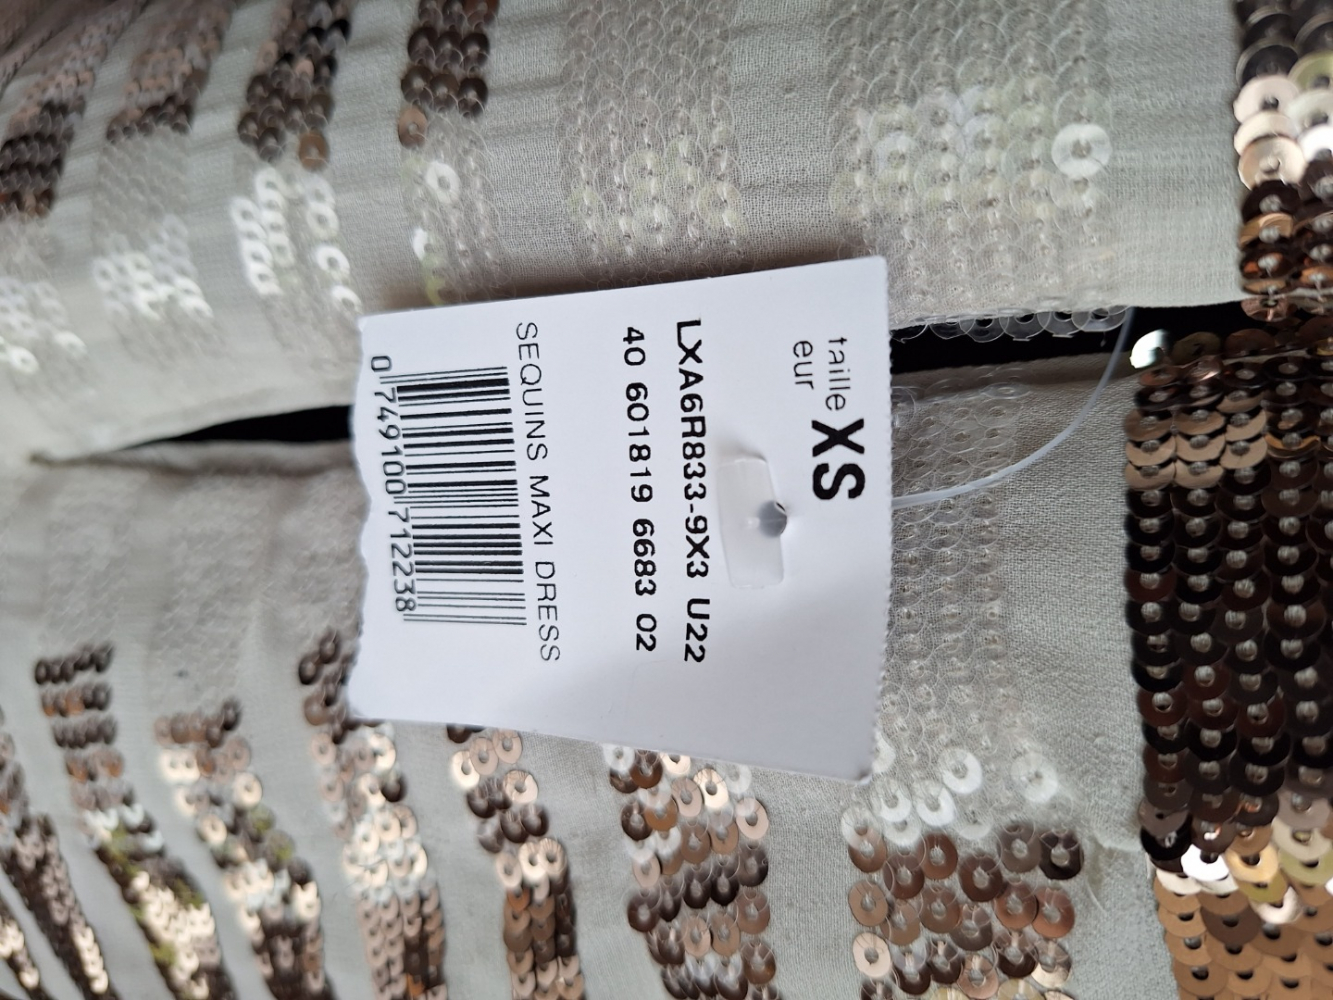 taille XS
eur
LXA6R833-9X3 U22
40 601819 6683 02
SEQUINS MAXI DRESS
0 749100 712238